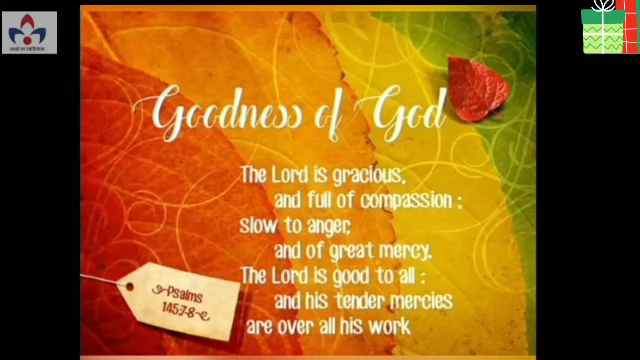 Goodness of God
The Lord is gracious,
and full of compassion ;
slow to anger,
and of great mercy.
The Lord is good to all :
and his tender mercies
are over all his work
Psalms
145:7-8